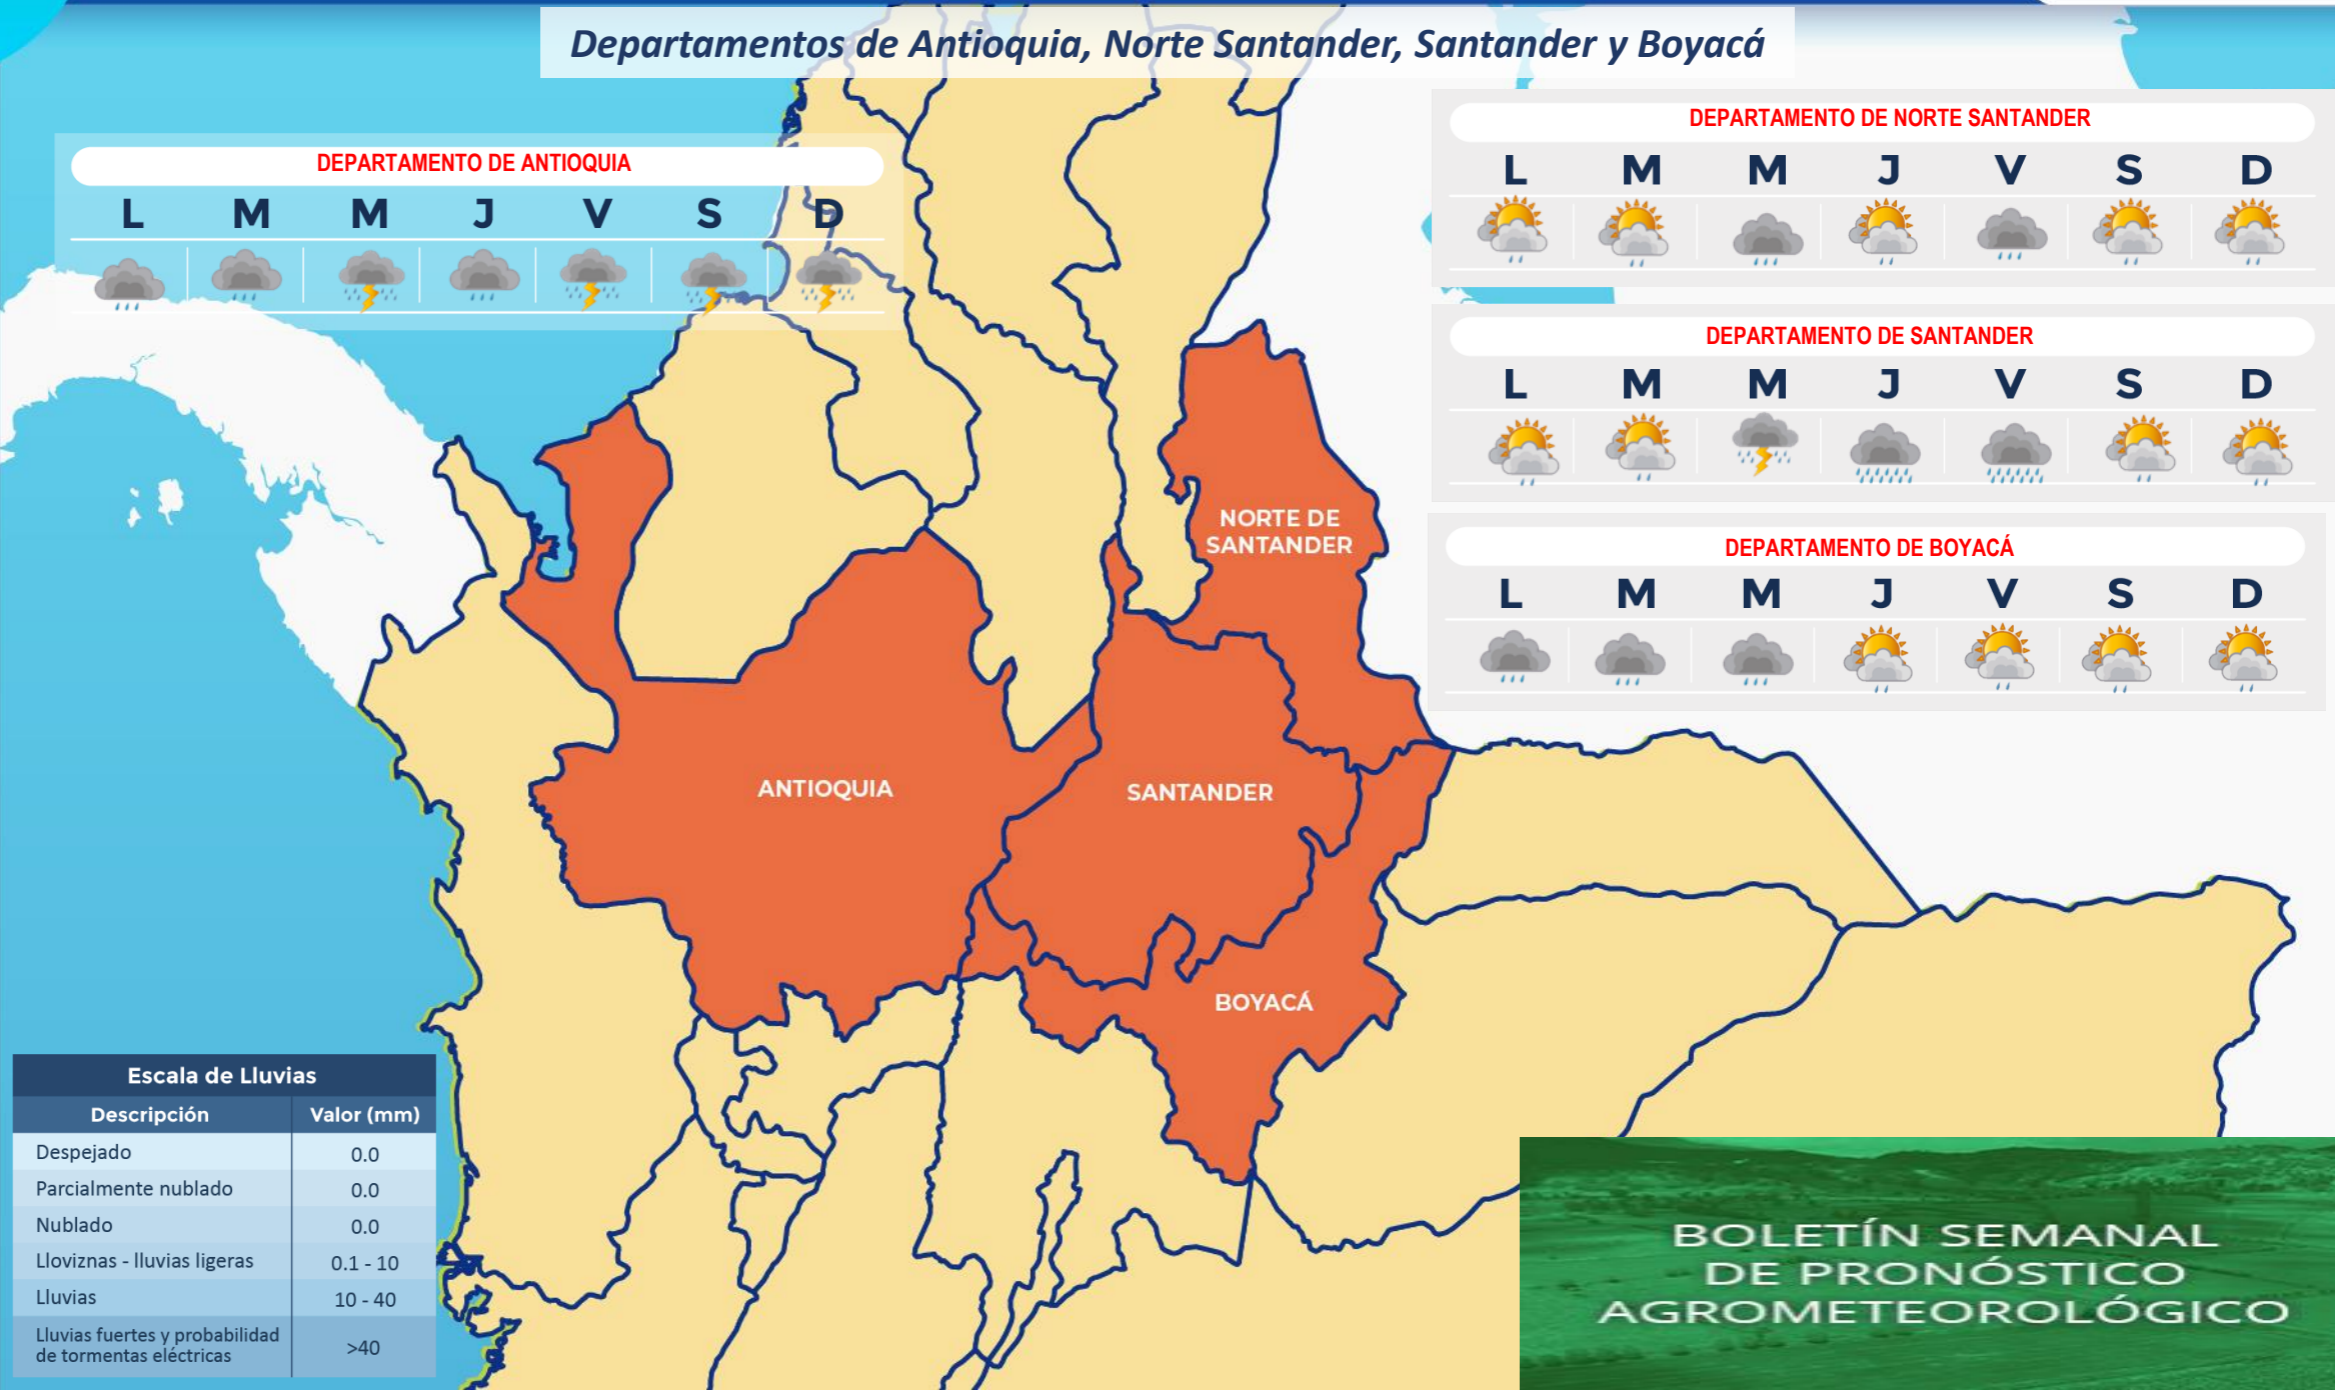 Departamentos de Antioquia, Norte Santander, Santander y Boyacá
DEPARTAMENTO DE ANTIOQUIA
L M M J V S D
DEPARTAMENTO DE NORTE SANTANDER
L M M J V S D
DEPARTAMENTO DE SANTANDER
L M M J V S D
DEPARTAMENTO DE BOYACÁ
L M M J V S D
NORTE DE
SANTANDER
ANTIOQUIA
SANTANDER
BOYACÁ
Escala de Lluvias
Descripción Valor (mm)
Despejado 0.0
Parcialmente nublado 0.0
Nublado 0.0
Lloviznas - lluvias ligeras 0.1 - 10
Lluvias 10 - 40
Lluvias fuertes y probabilidad
de tormentas eléctricas >40
BOLETÍN SEMANAL
DE PRONÓSTICO
AGROMETEOROLÓGICO